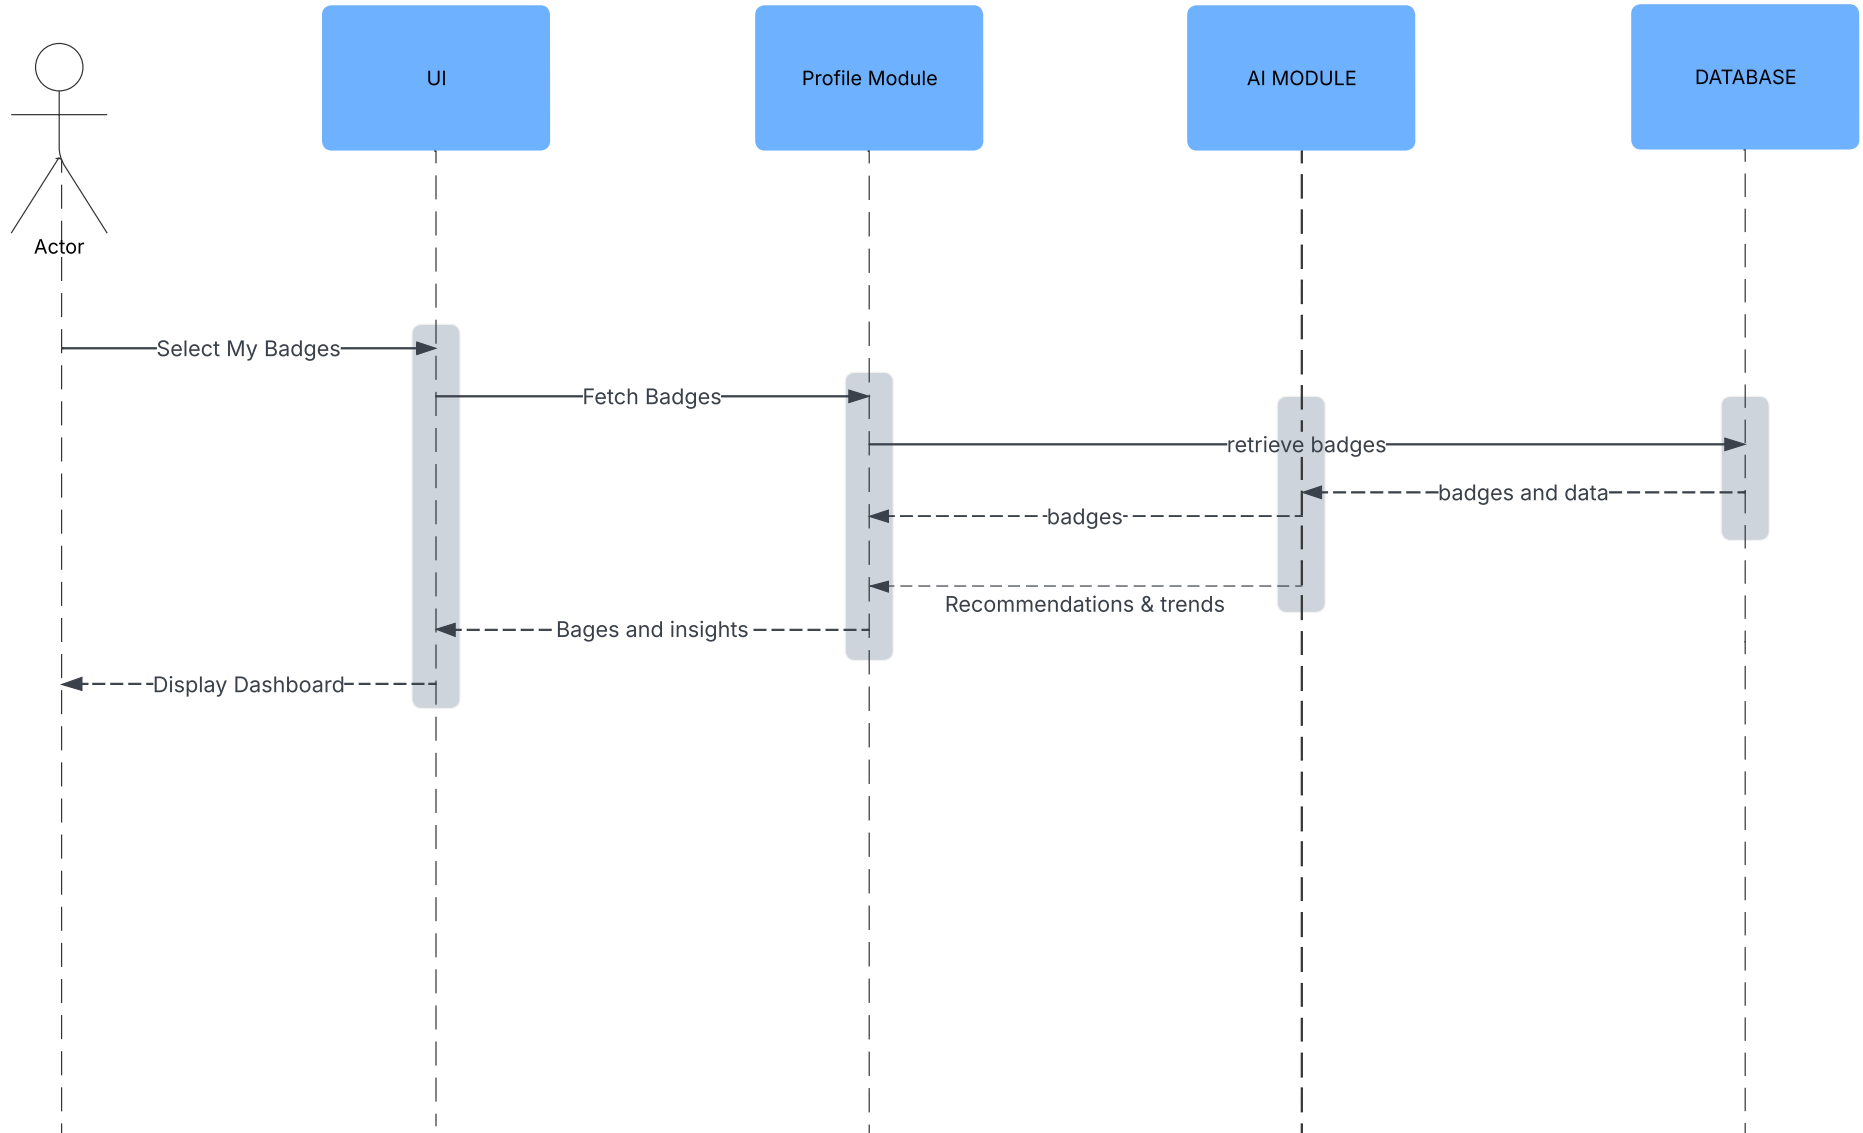 UI
Profile Module
AI MODULE
DATABASE
Actor
Select My Badges
Fetch Badges
retrieve badges
badges and data
badges
Recommendations & trends
Bages and insights
Display Dashboard